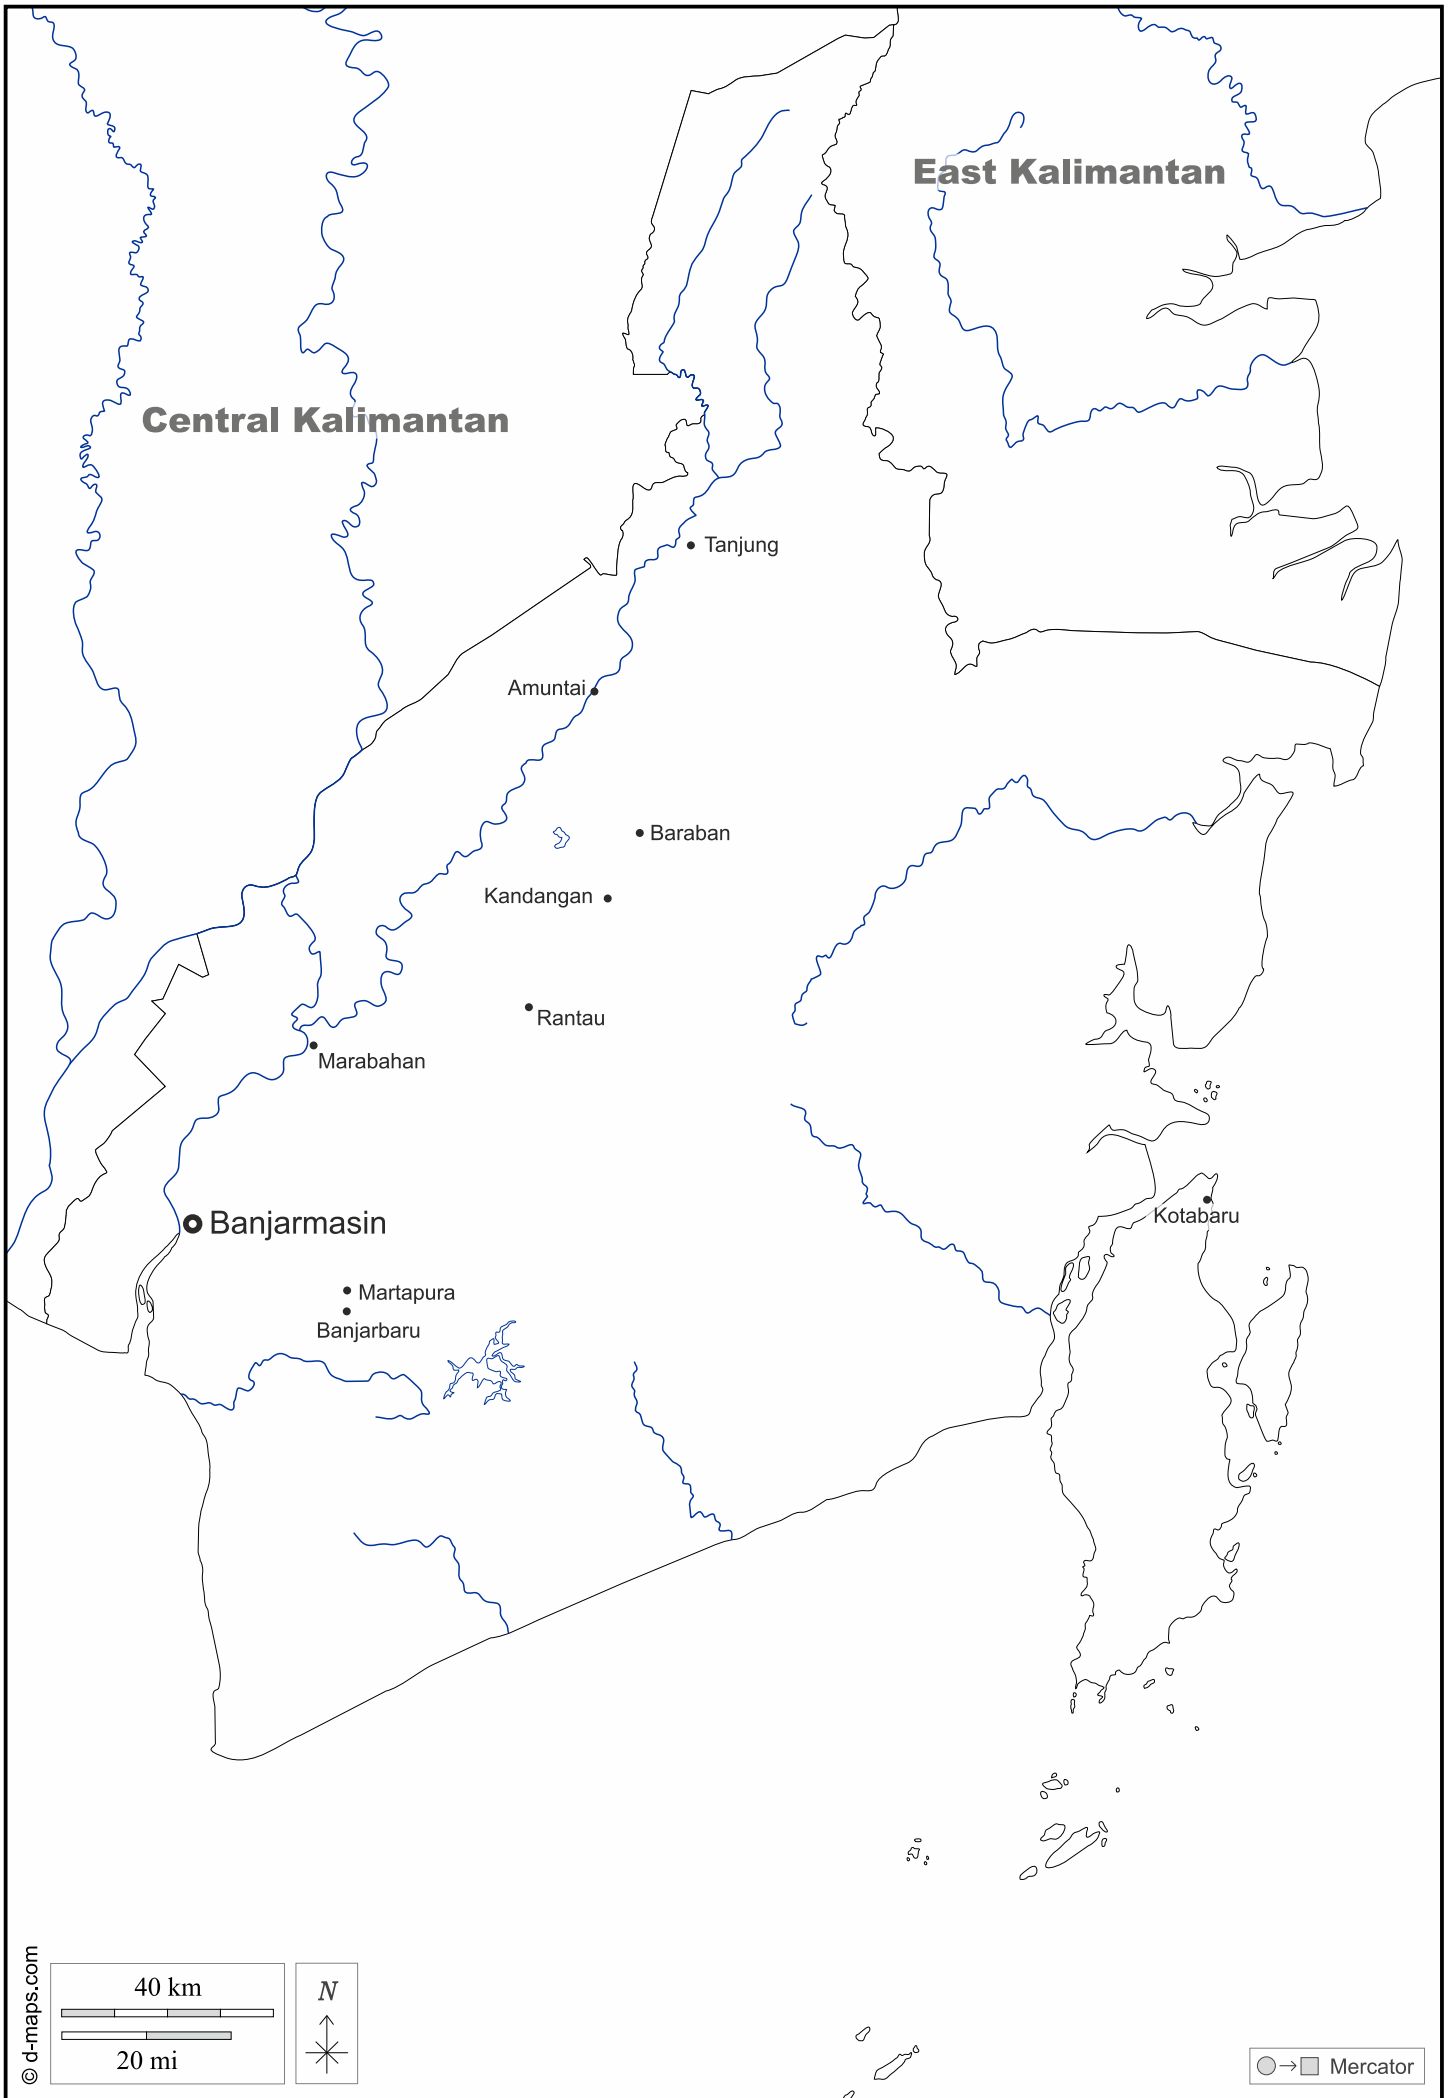 East Kalimantan
Central Kalimantan
Tanjung
Amuntai
Baraban
Kandangan
Rantau
Marabahan
Kotabaru
Banjarmasin
Martapura
Banjarbaru
© d-maps.com
40 km
20 mi
N
Mercator